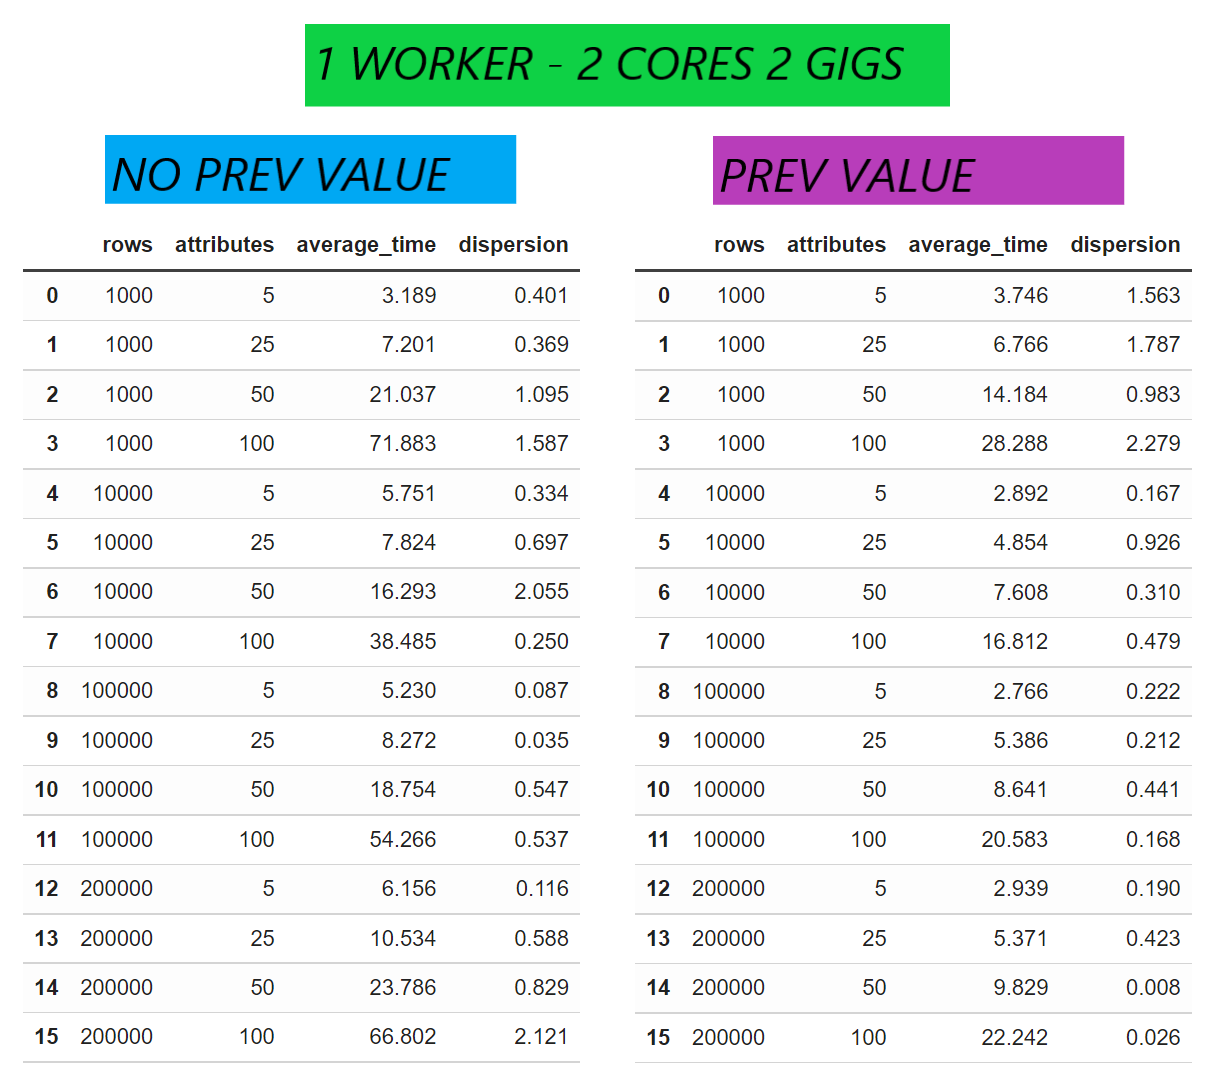 1 WORKER - 2 CORES 2 GIGS
NO PREV VALUE
rows attributes average_time dispersion
0 1000 5 3.189 0.401
1 1000 25 7.201 0.369
2 1000 50 21.037 1.095
3 1000 100 71.883 1.587
4 10000 5 5.751 0.334
5 10000 25 7.824 0.697
6 10000 50 16.293 2.055
7 10000 100 38.485 0.250
8 100000 5 5.230 0.087
9 100000 25 8.272 0.035
10 100000 50 18.754 0.547
11 100000 100 54.266 0.537
12 200000 5 6.156 0.116
13 200000 25 10.534 0.588
14 200000 50 23.786 0.829
15 200000 100 66.802 2.121
PREV VALUE
rows attributes average_time dispersion
0 1000 5 3.746 1.563
1 1000 25 6.766 1.787
2 1000 50 14.184 0.983
3 1000 100 28.288 2.279
4 10000 5 2.892 0.167
5 10000 25 4.854 0.926
6 10000 50 7.608 0.310
7 10000 100 16.812 0.479
8 100000 5 2.766 0.222
9 100000 25 5.386 0.212
10 100000 50 8.641 0.441
11 100000 100 20.583 0.168
12 200000 5 2.939 0.190
13 200000 25 5.371 0.423
14 200000 50 9.829 0.008
15 200000 100 22.242 0.026